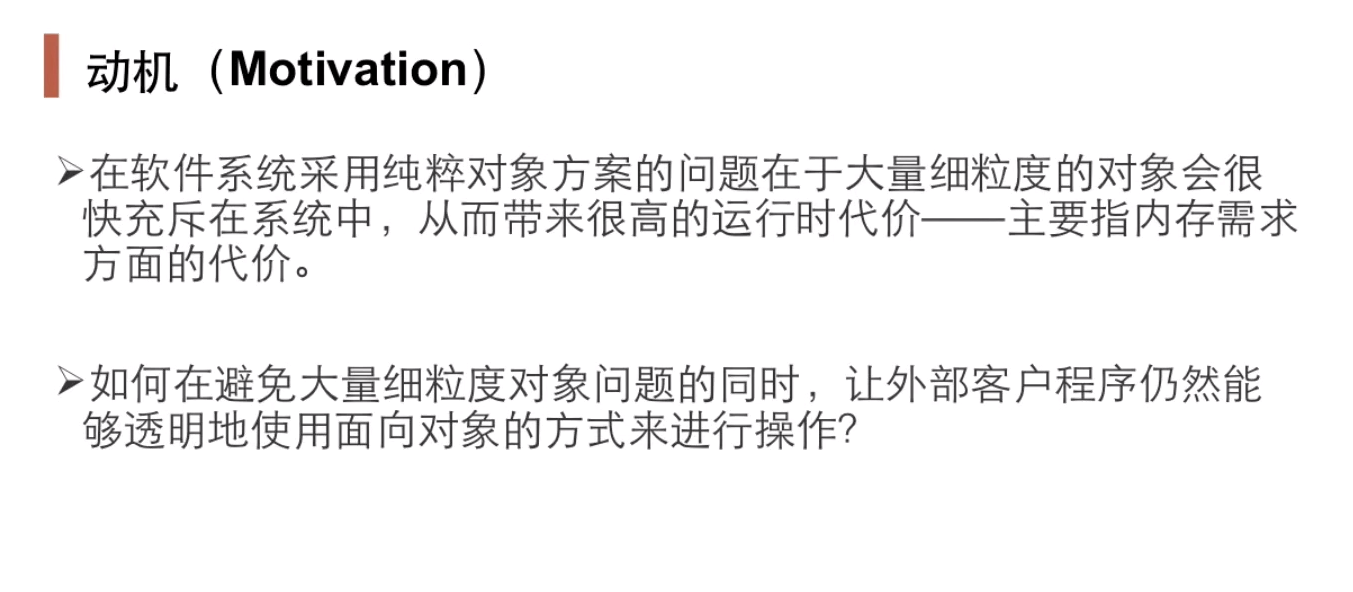 动机（Motivation）
➢在软件系统采用纯粹对象方案的问题在于大量细粒度的对象会很
快充斥在系统中，从而带来很高的运行时代价——主要指内存需求
方面的代价。
➢如何在避免大量细粒度对象问题的同时，让外部客户程序仍然能
够透明地使用面向对象的方式来进行操作？